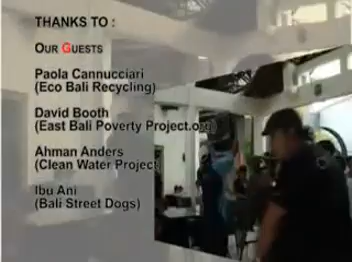 THANKS TO :
OUR GUESTS
Paola Cannucciari
(Eco Bali Recycling)
David Booth
(East Bali Poverty Project.org)
Ahman Anders
(Clean Water Project)
Ibu Ani
(Bali Street Dogs)